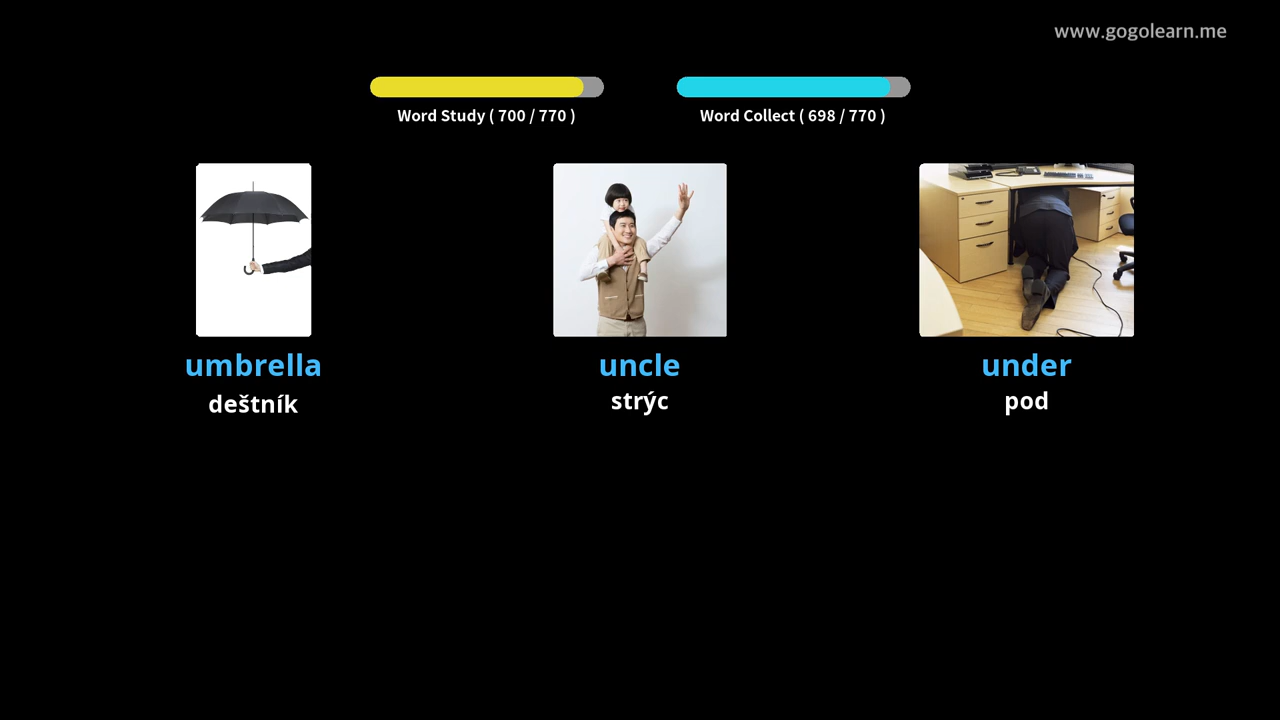 www.gogolearn.me
Word Study ( 700 / 770 )
Word Collect ( 698 / 770 )
umbrella
deštník
uncle
strýc
under
pod